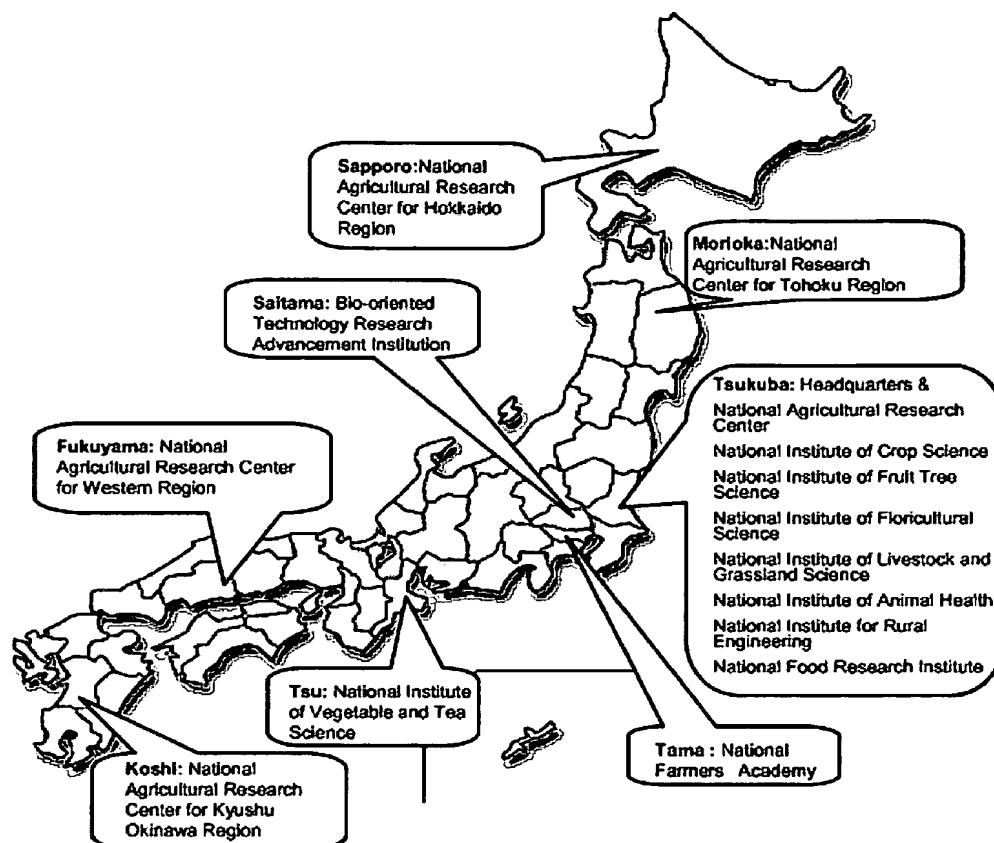 Sapporo:National
Agricultural Research
Center for Hokkaido
Region
Morioka:National
Agricultural Research
Center for Tohoku Region
Saitama: Bio-oriented
Technology Research
Advancement Institution
Tsukuba: Headquarters &
National Agricultural Research
Center
National Institute of Crop Science
National Institute of Fruit Tree
Science
National Institute of Floricultural
Science
National Institute of Livestock and
Grassland Science
National Institute of Animal Health
National Institute for Rural
Engineering
National Food Research Institute
Fukuyama: National
Agricultural Research Center
for Western Region
Tsu: National Institute
of Vegetable and Tea
Science
Tama : National
Farmers Academy
Koshi: National
Agricultural Research
Center for Kyushu
Okinawa Region